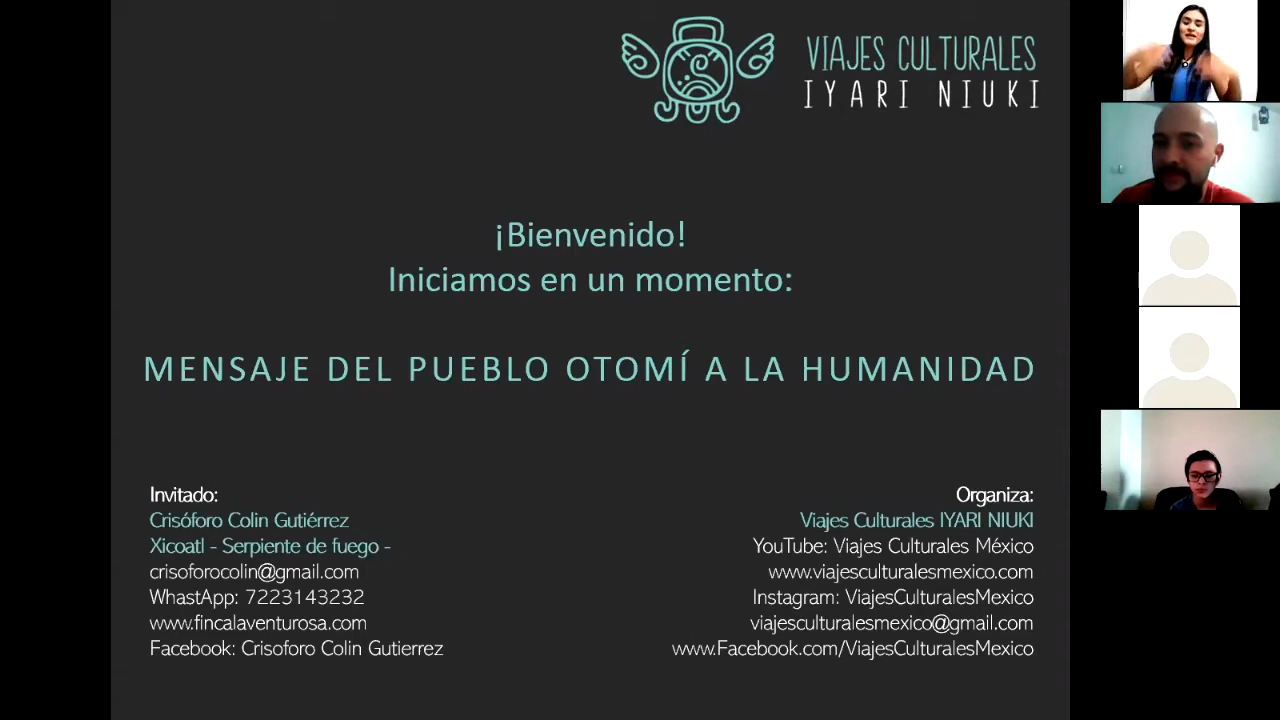 VIAJES CULTURALES
IYARI NIUKI
¡Bienvenido!
Iniciamos en un momento:
MENSAJE DEL PUEBLO OTOMÍ A LA HUMANIDAD
Invitado:
Crisóforo Colin Gutiérrez
Xicoatl - Serpiente de fuego -
crisoforocolin@gmail.com
WhastApp: 7223143232
www.fincalaventurosa.com
Facebook: Crisoforo Colin Gutierrez
Organiza:
Viajes Culturales IYARI NIUKI
YouTube: Viajes Culturales México
www.viajesculturalesmexico.com
Instagram: ViajesCulturalesMexico
viajesculturalesmexico@gmail.com
www.Facebook.com/ViajesCulturalesMexico